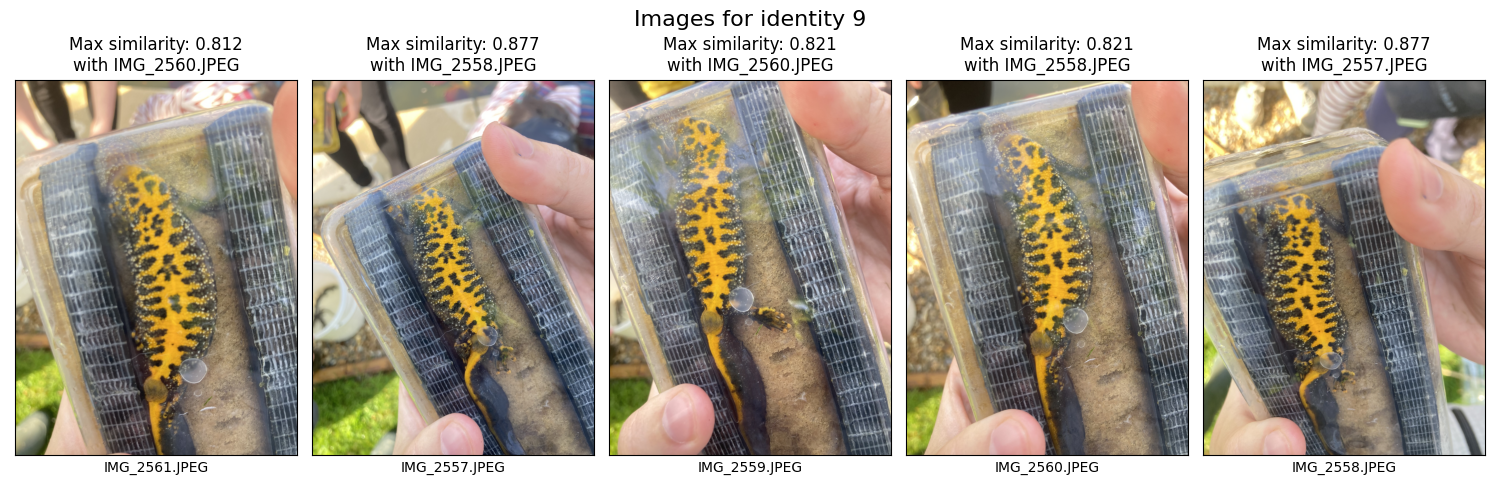 Images for identity 9
Max similarity: 0.812
with IMG_2560.JPEG
Max similarity: 0.877
with IMG_2558.JPEG
Max similarity: 0.821
with IMG_2560.JPEG
Max similarity: 0.821
with IMG_2558.JPEG
Max similarity: 0.877
with IMG_2557.JPEG
IMG_2561.JPEG
IMG_2557.JPEG
IMG_2559.JPEG
IMG_2560.JPEG
IMG_2558.JPEG